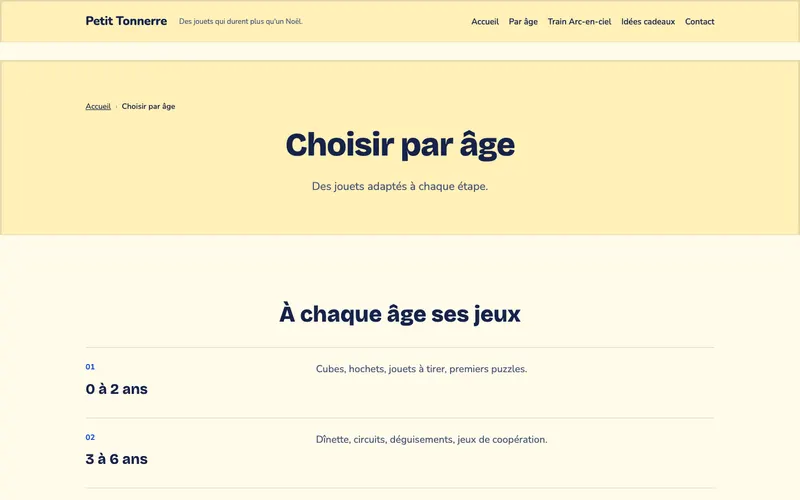 Petit Tonnerre Des jouets qui durent plus qu'un Noël. Accueil Par âge Train Arc-en-ciel Idées cadeaux Contact
Accueil › Choisir par âge
Choisir par âge
Des jouets adaptés à chaque étape.
À chaque âge ses jeux
01
0 à 2 ans
Cubes, hochets, jouets à tirer, premiers puzzles.
02
3 à 6 ans
Dînette, circuits, déguisements, jeux de coopération.